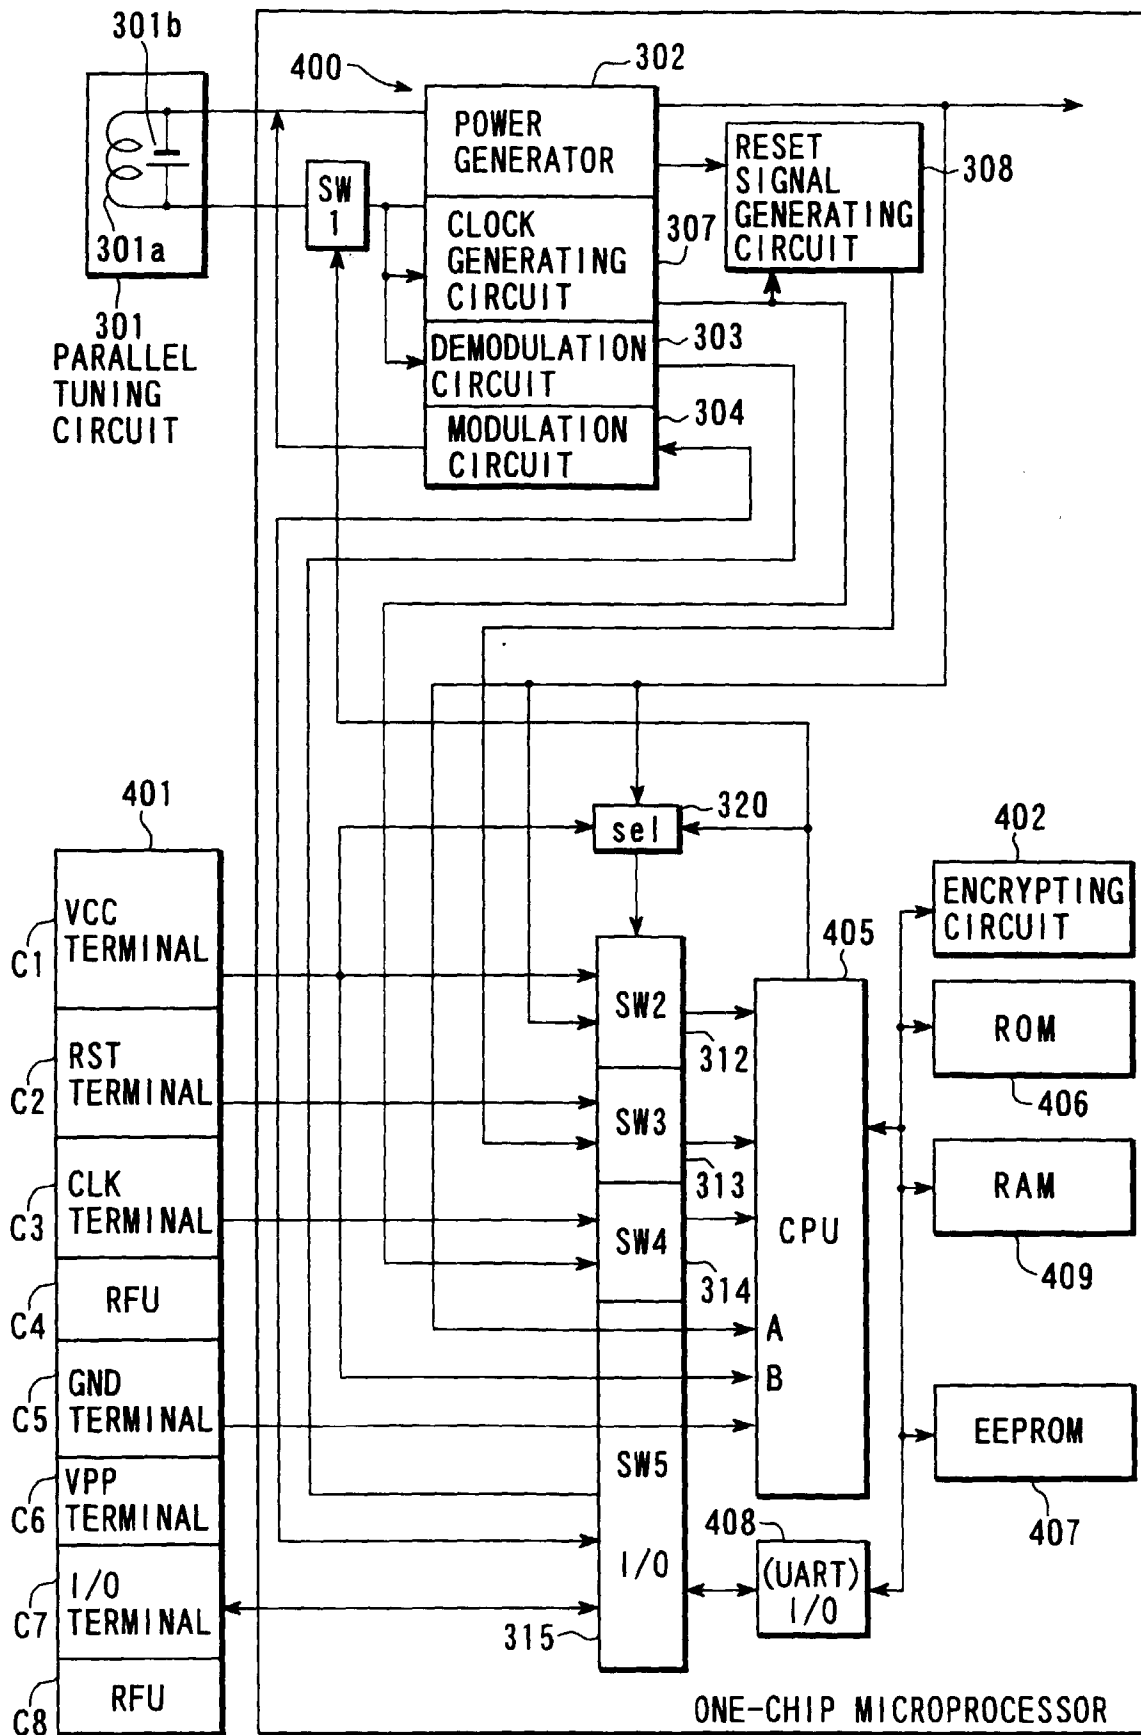 301b
400
302
POWER
GENERATOR
RESET
SIGNAL
GENERATING
CIRCUIT
308
SW
1
301a
CLOCK
GENERATING
CIRCUIT
307
301
PARALLEL
TUNING
CIRCUIT
DEMODULATION
CIRCUIT
303
MODULATION
CIRCUIT
304
401
sel
320
402
ENCRYPTING
CIRCUIT
C1
VCC
TERMINAL
SW2
312
405
ROM
406
C2
RST
TERMINAL
SW3
313
C3
CLK
TERMINAL
SW4
314
CPU
RAM
409
C4
RFU
A
B
C5
GND
TERMINAL
SW5
EEPROM
407
C6
VPP
TERMINAL
408
C7
I/O
TERMINAL
I/O
(UART)
I/O
315
C8
RFU
ONE-CHIP MICROPROCESSOR